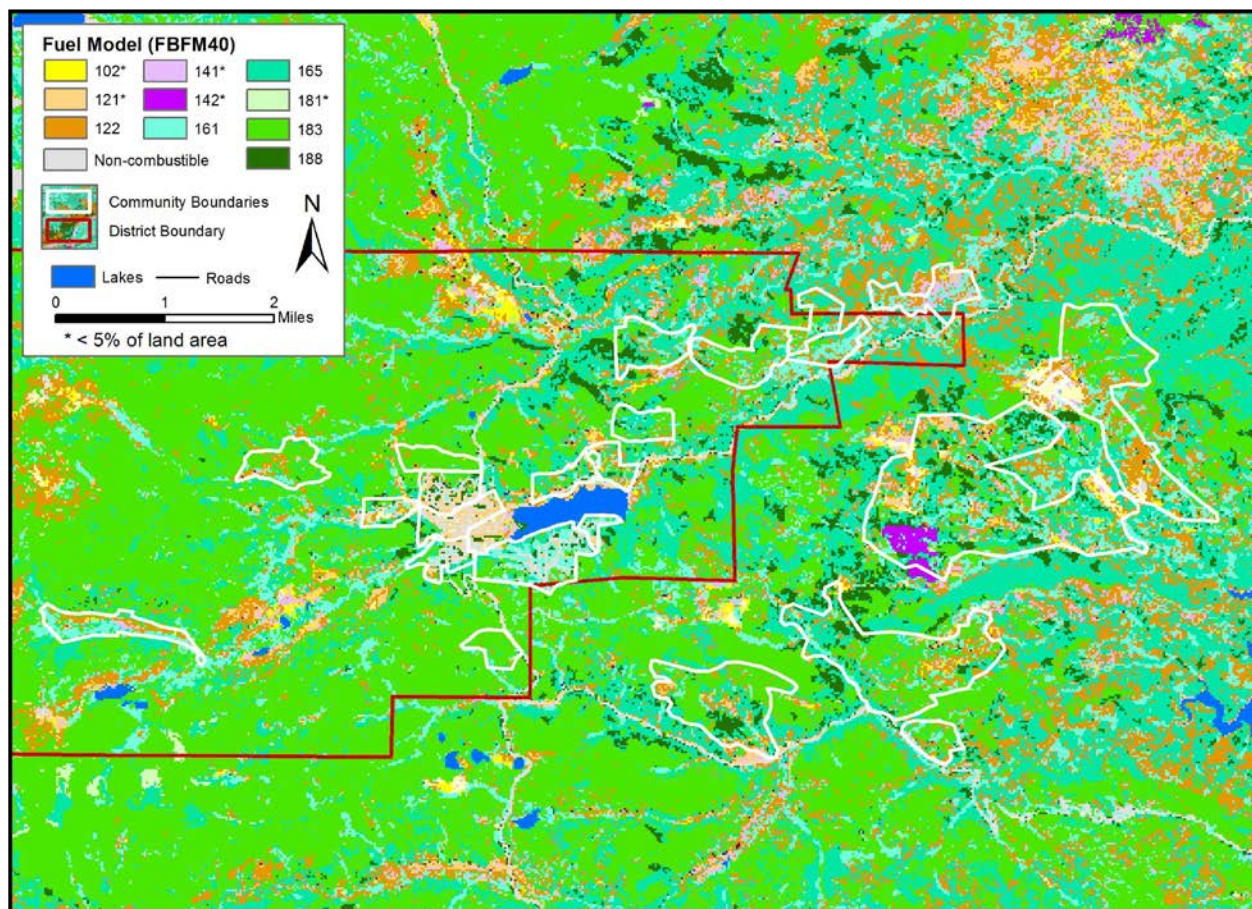 Fuel Model (FBFM40)
102* 141* 165
121* 142* 181*
122 161 183
Non-combustible 188
Community Boundaries
District Boundary
N
Lakes Roads
0 1 2
Miles
* < 5% of land area